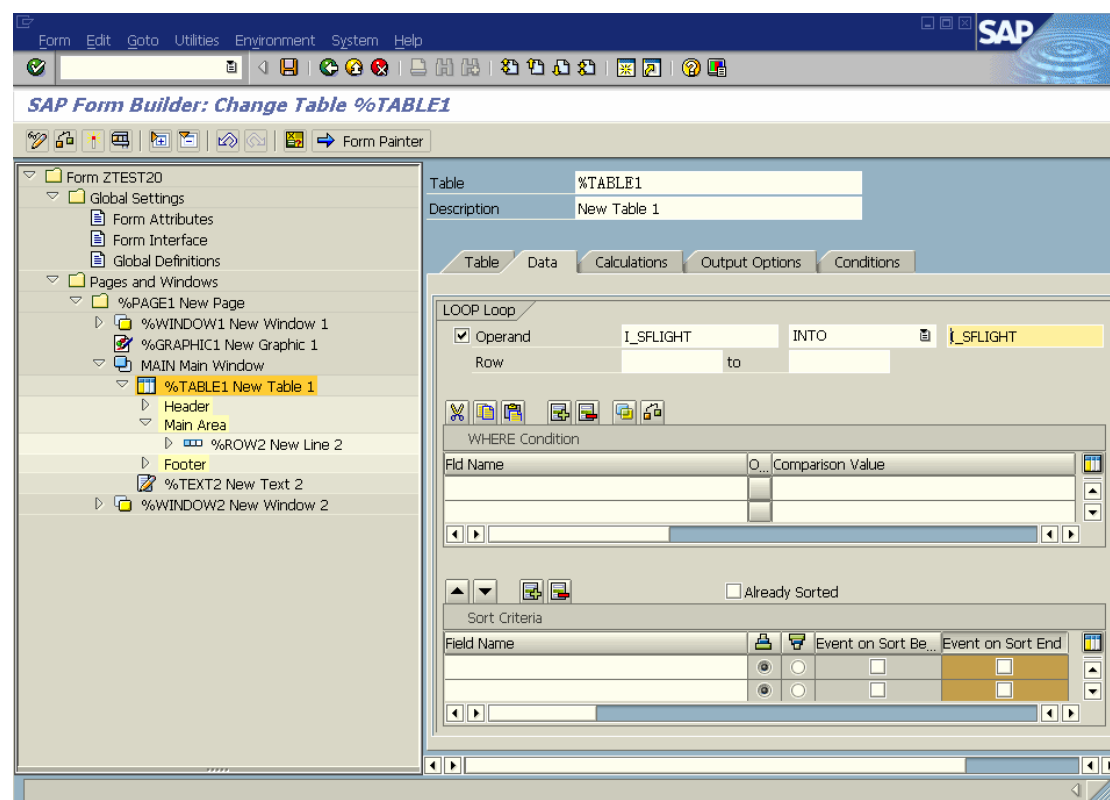 Form Edit Goto Utilities Environment System Help
SAP
SAP Form Builder: Change Table %TABLE1
Form Painter
Form ZTEST20
Global Settings
Form Attributes
Form Interface
Global Definitions
Pages and Windows
%PAGE1 New Page
%WINDOW1 New Window 1
%GRAPHIC1 New Graphic 1
MAIN Main Window
%TABLE1 New Table 1
Header
Main Area
%ROW2 New Line 2
Footer
%TEXT2 New Text 2
%WINDOW2 New Window 2
Table %TABLE1
Description New Table 1
Table Data Calculations Output Options Conditions
LOOP Loop
Operand I_SFLIGHT INTO I_SFLIGHT
Row to
WHERE Condition
Fld Name O... Comparison Value
Already Sorted
Sort Criteria
Field Name Event on Sort Be... Event on Sort End